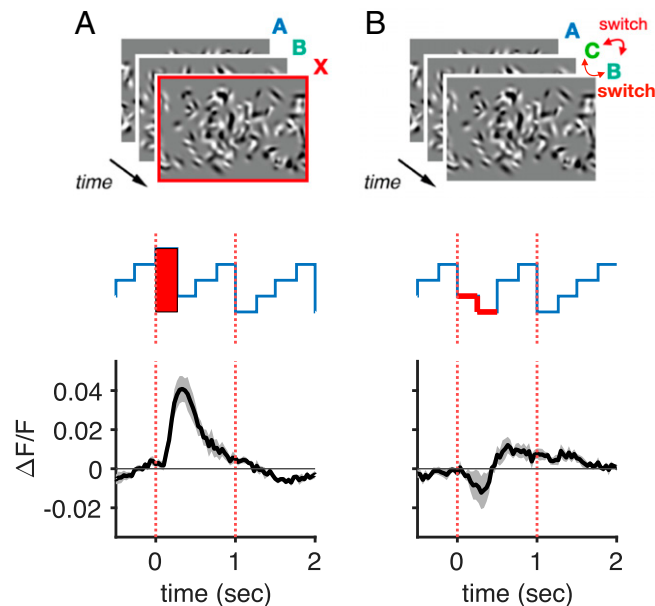 A
A
B
X
time
B
A
switch
C
B
switch
time
ΔF/F
0.04
0.02
0
-0.02
0
1
2
time (sec)
0
1
2
time (sec)